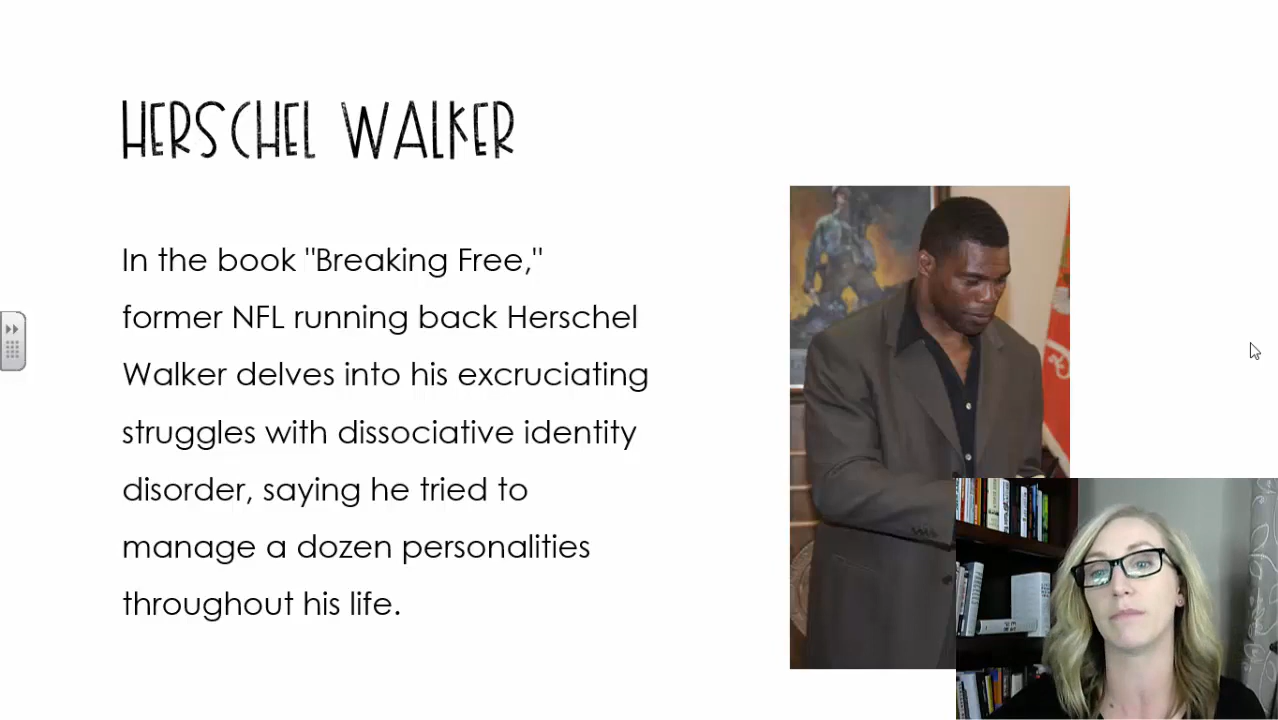 HERSCHEL WALKER
In the book "Breaking Free,"
former NFL running back Herschel
Walker delves into his excruciating
struggles with dissociative identity
disorder, saying he tried to
manage a dozen personalities
throughout his life.